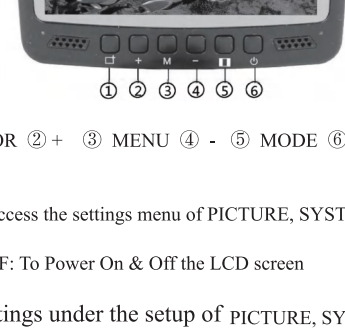 + M -
① ② ③ ④ ⑤ ⑥
OR ②+ ③ MENU ④ - ⑤ MODE ⑥
ccess the settings menu of PICTURE, SYST
F: To Power On & Off the LCD screen
tings under the setup of PICTURE, SY